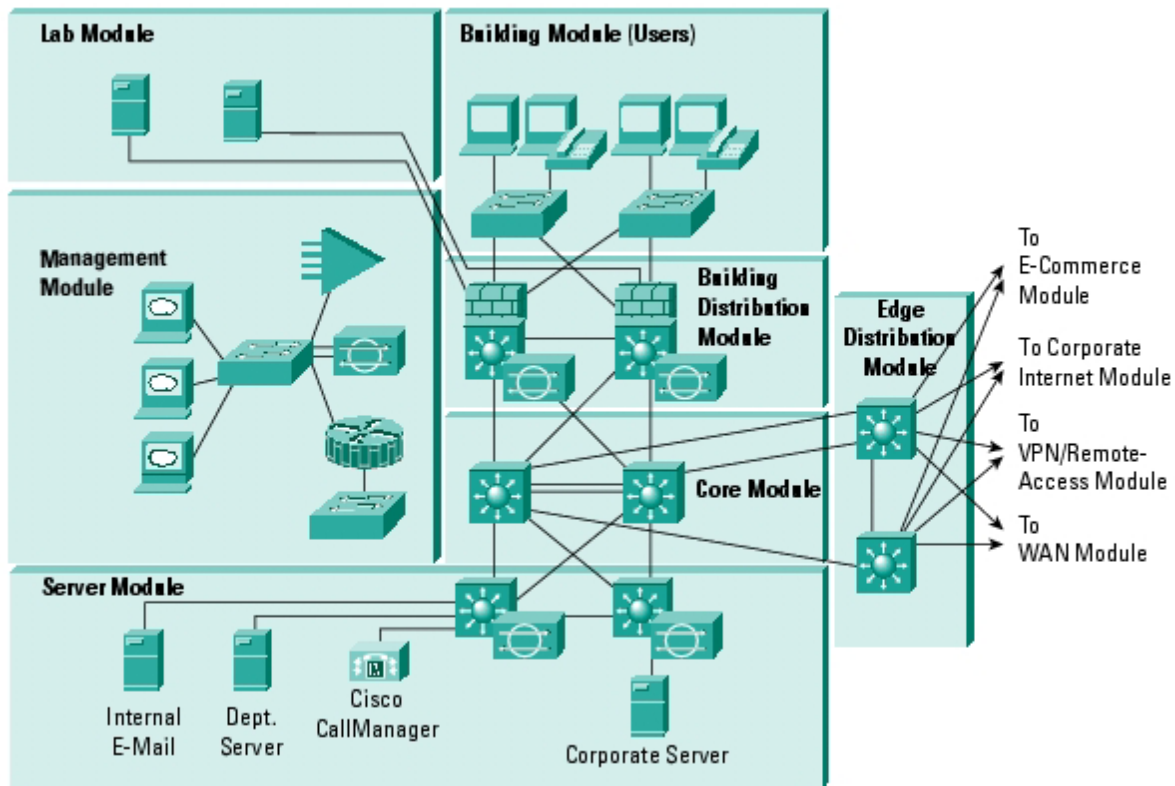 Lab Module
Building Module (Users)
Management
Module
Building
Distribution
Module
Edge
Distribution
Module
To
E-Commerce
Module
To Corporate
Internet Module
To
VPN/Remote-
Access Module
To
WAN Module
Core Module
Server Module
Internal
E-Mail
Dept.
Server
Cisco
CallManager
Corporate Server